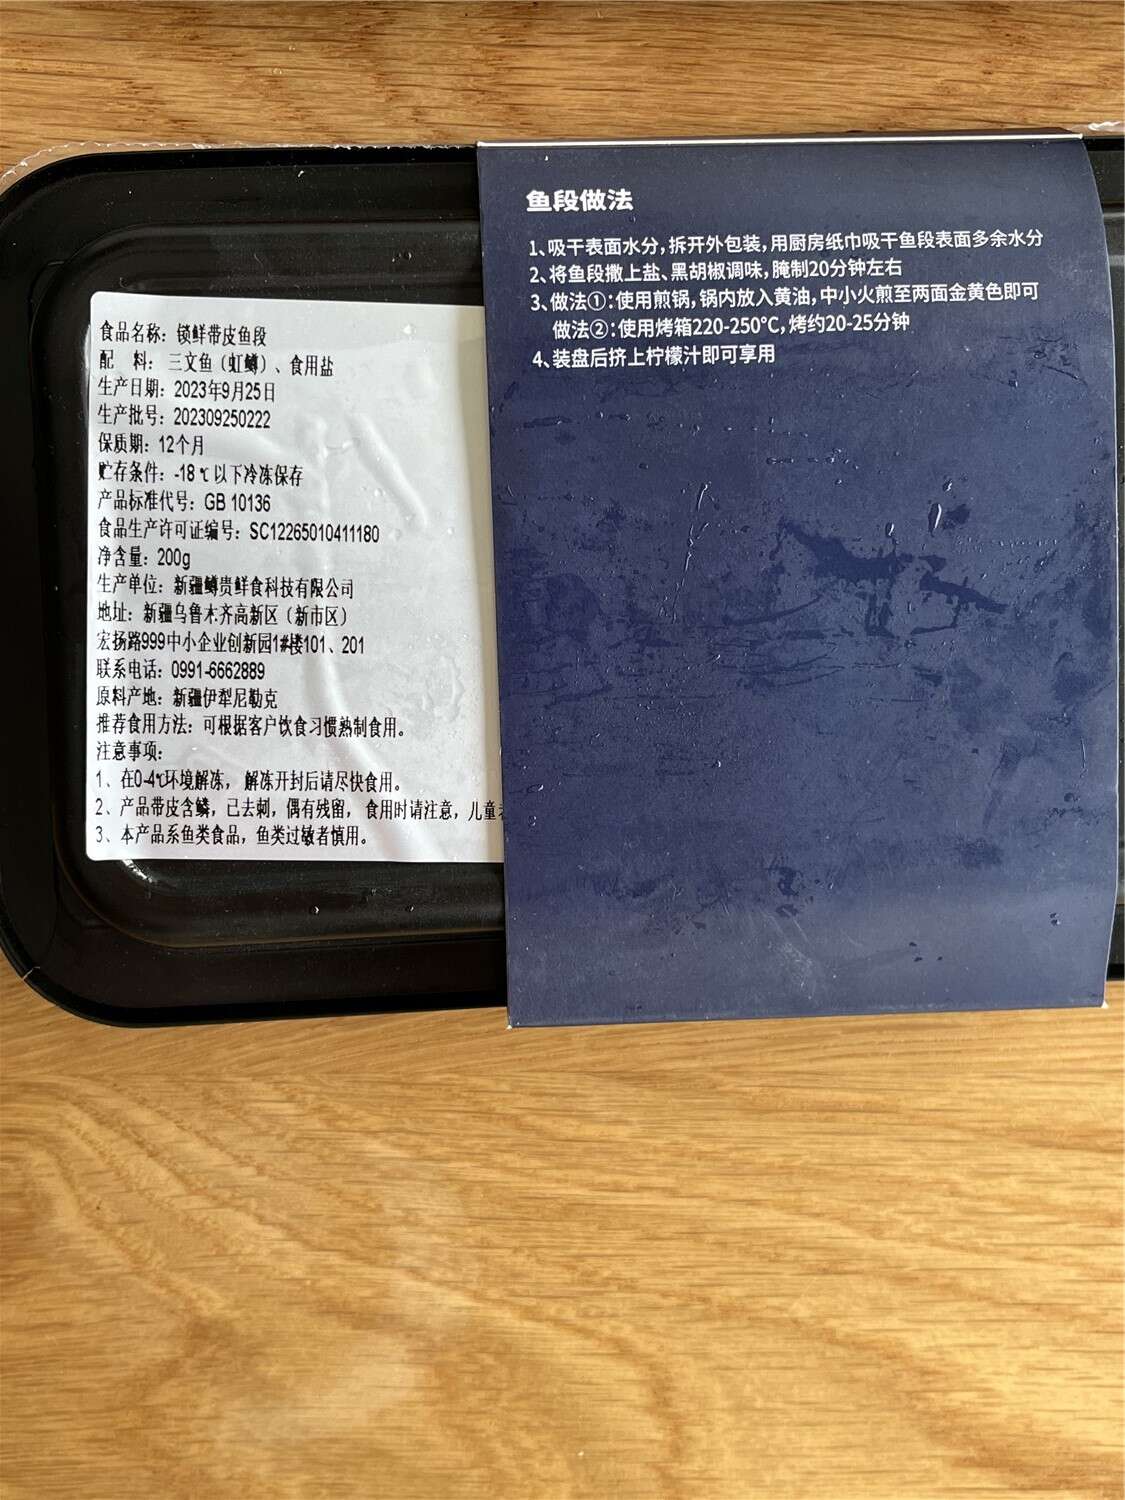 食品名称：锁鲜带皮鱼段
配 料：三文鱼（虹鳟）、食用盐
生产日期：2023年9月25日
生产批号：202309250222
保质期：12个月
贮存条件：-18℃以下冷冻保存
产品标准代号：GB 10136
食品生产许可证编号：SC12265010411180
净含量：200g
生产单位：新疆鳟贵鲜食科技有限公司
地址：新疆乌鲁木齐高新区（新市区）
宏扬路999中小企业创新园1#楼101、201
联系电话：0991-6662889
原料产地：新疆伊犁尼勒克
推荐食用方法：可根据客户饮食习惯熟制食用。
注意事项：
1、在0-4℃环境解冻，解冻开封后请尽快食用。
2、产品带皮含鳞，已去刺，偶有残留，食用时请注意，儿童
3、本产品系鱼类食品，鱼类过敏者慎用。
鱼段做法
1、吸干表面水分，拆开外包装，用厨房纸巾吸干鱼段表面多余水分
2、将鱼段撒上盐、黑胡椒调味，腌制20分钟左右
3、做法①：使用煎锅，锅内放入黄油，中小火煎至两面金黄色即可
做法②：使用烤箱220-250°C，烤约20-25分钟
4、装盘后挤上柠檬汁即可享用